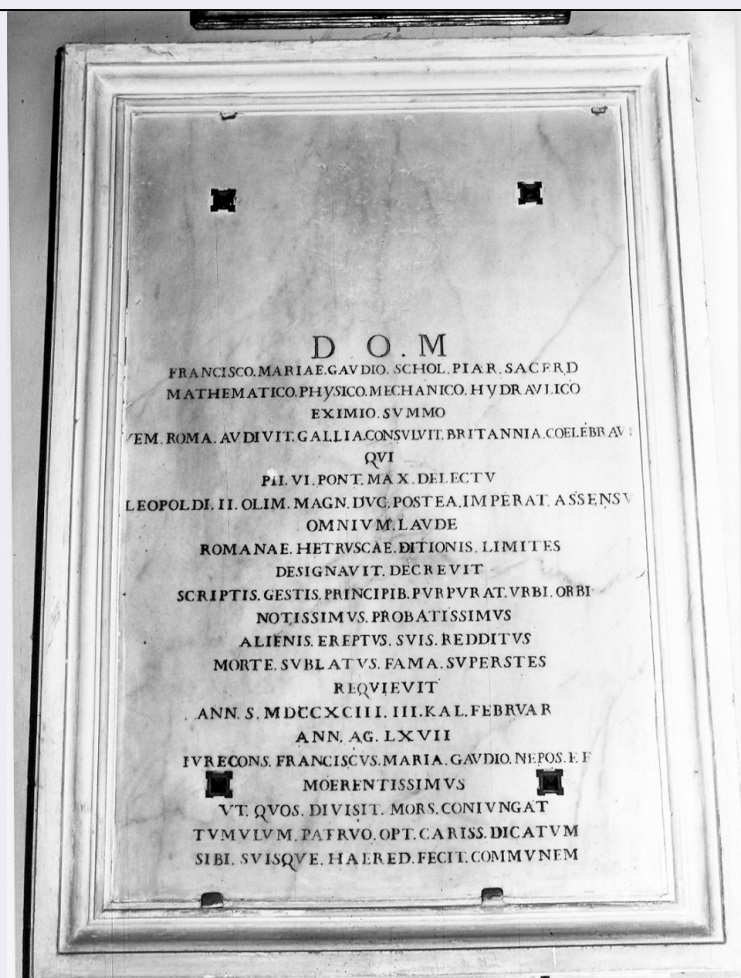 D O . M
FRANCISCO. MARIAE. GAVDIO. SCHOL. PIAR. SACERD
MATHEMATICO. PHYSICO. MECHANICO. HYDRAVLICO
EXIMIO. SVMMO
ROMA. AVDIVIT. GALLIA. CONSVLVIT. BRITANNIA. COELEBRAVI
QVI
PII. VI. PONT. MAX. DELECTV
LEOPOLDI. II. OLIM. MAGN. DVC. POSTEA. IMPERAT. ASSENSV
OMNIVM. LAVDE
ROMANAE. HETRVSCAE. DITIONIS. LIMITES
DESIGNAVIT. DECREVIT
SCRIPTIS. GESTIS. PRINCIPIB. PVRPVRAT. VRBI. ORBI
NOTISSIMVS. PROBATISSIMVS
ALIENIS. EREPTVS. SVIS. REDDITVS
MORTE. SVBLATVS. FAMA. SVPERSTES
REQVIEVIT
ANN. S. MDCCXCIII. III. KAL. FEBRVAR
ANN. AG. LXVII
IVRECONS. FRANCISCVS. MARIA. GAVDIO. NEPOS.
MOERENTISSIMVS
VT. QVOS. DIVISIT. MORS. CONIVNGAT
TVMVLVM. PATRVO. OPT. CARISS. DICATVM
SIBI. SVISQVE. HAERED. FECIT. COMMVNEM